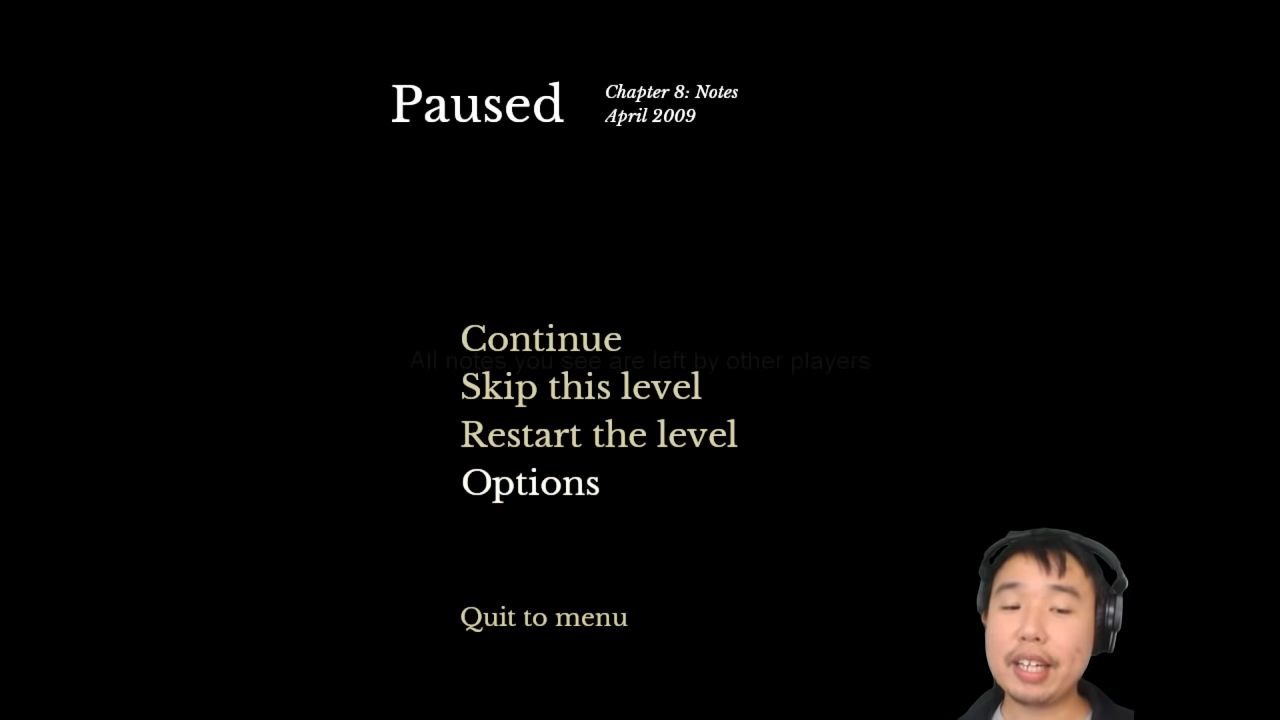 Paused
Chapter 8: Notes
April 2009
Continue
All notes you see are left by other players
Skip this level
Restart the level
Options
Quit to menu